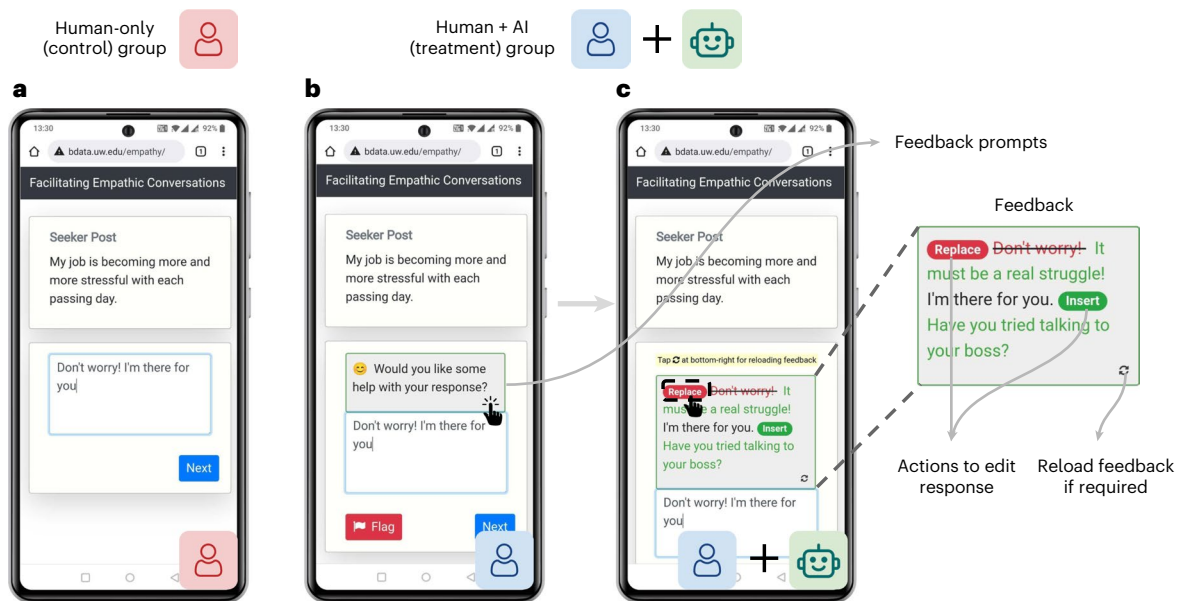 Human-only
(control) group
Human + AI
(treatment) group
+
a
13:30
92%
bdata.uw.edu/empathy/
1
Facilitating Empathic Conversations
Seeker Post
My job is becoming more and
more stressful with each
passing day.
Don't worry! I'm there for
you
Next
b
13:30
92%
bdata.uw.edu/empathy/
1
Facilitating Empathic Conversations
Seeker Post
My job is becoming more and
more stressful with each
passing day.
😊 Would you like some
help with your response?
Don't worry! I'm there for
you
Flag
Next
c
13:30
92%
bdata.uw.edu/empathy/
1
Facilitating Empathic Conversations
Seeker Post
My job is becoming more and
more stressful with each
passing day.
Tap at bottom-right for reloading feedback
Replace Don't worry! It
must be a real struggle!
I'm there for you. Insert
Have you tried talking to
your boss?
Don't worry! I'm there for
you
+
Feedback prompts
Feedback
Replace Don't worry! It
must be a real struggle!
I'm there for you. Insert
Have you tried talking to
your boss?
Actions to edit
response
Reload feedback
if required